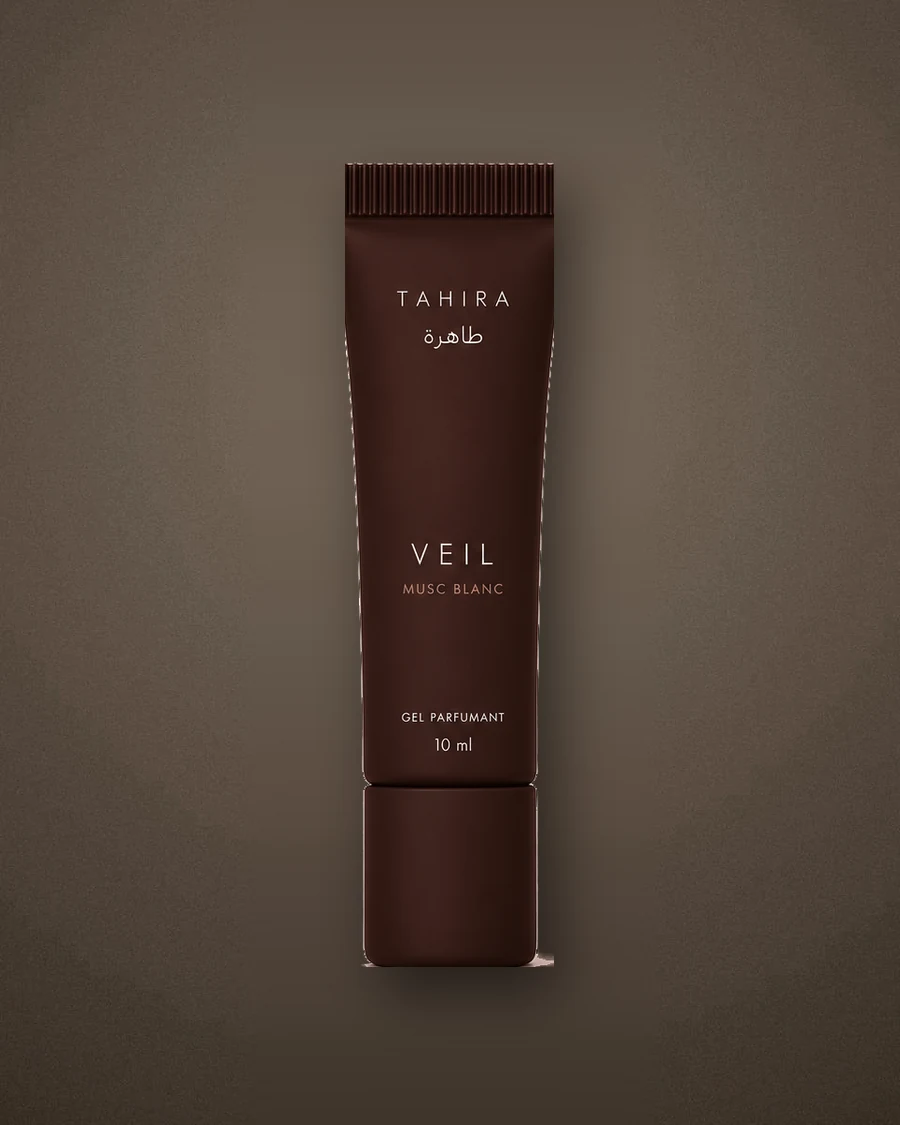 TAHIRA
طاهرة
VEIL
MUSC BLANC
GEL PARFUMANT
10 ml